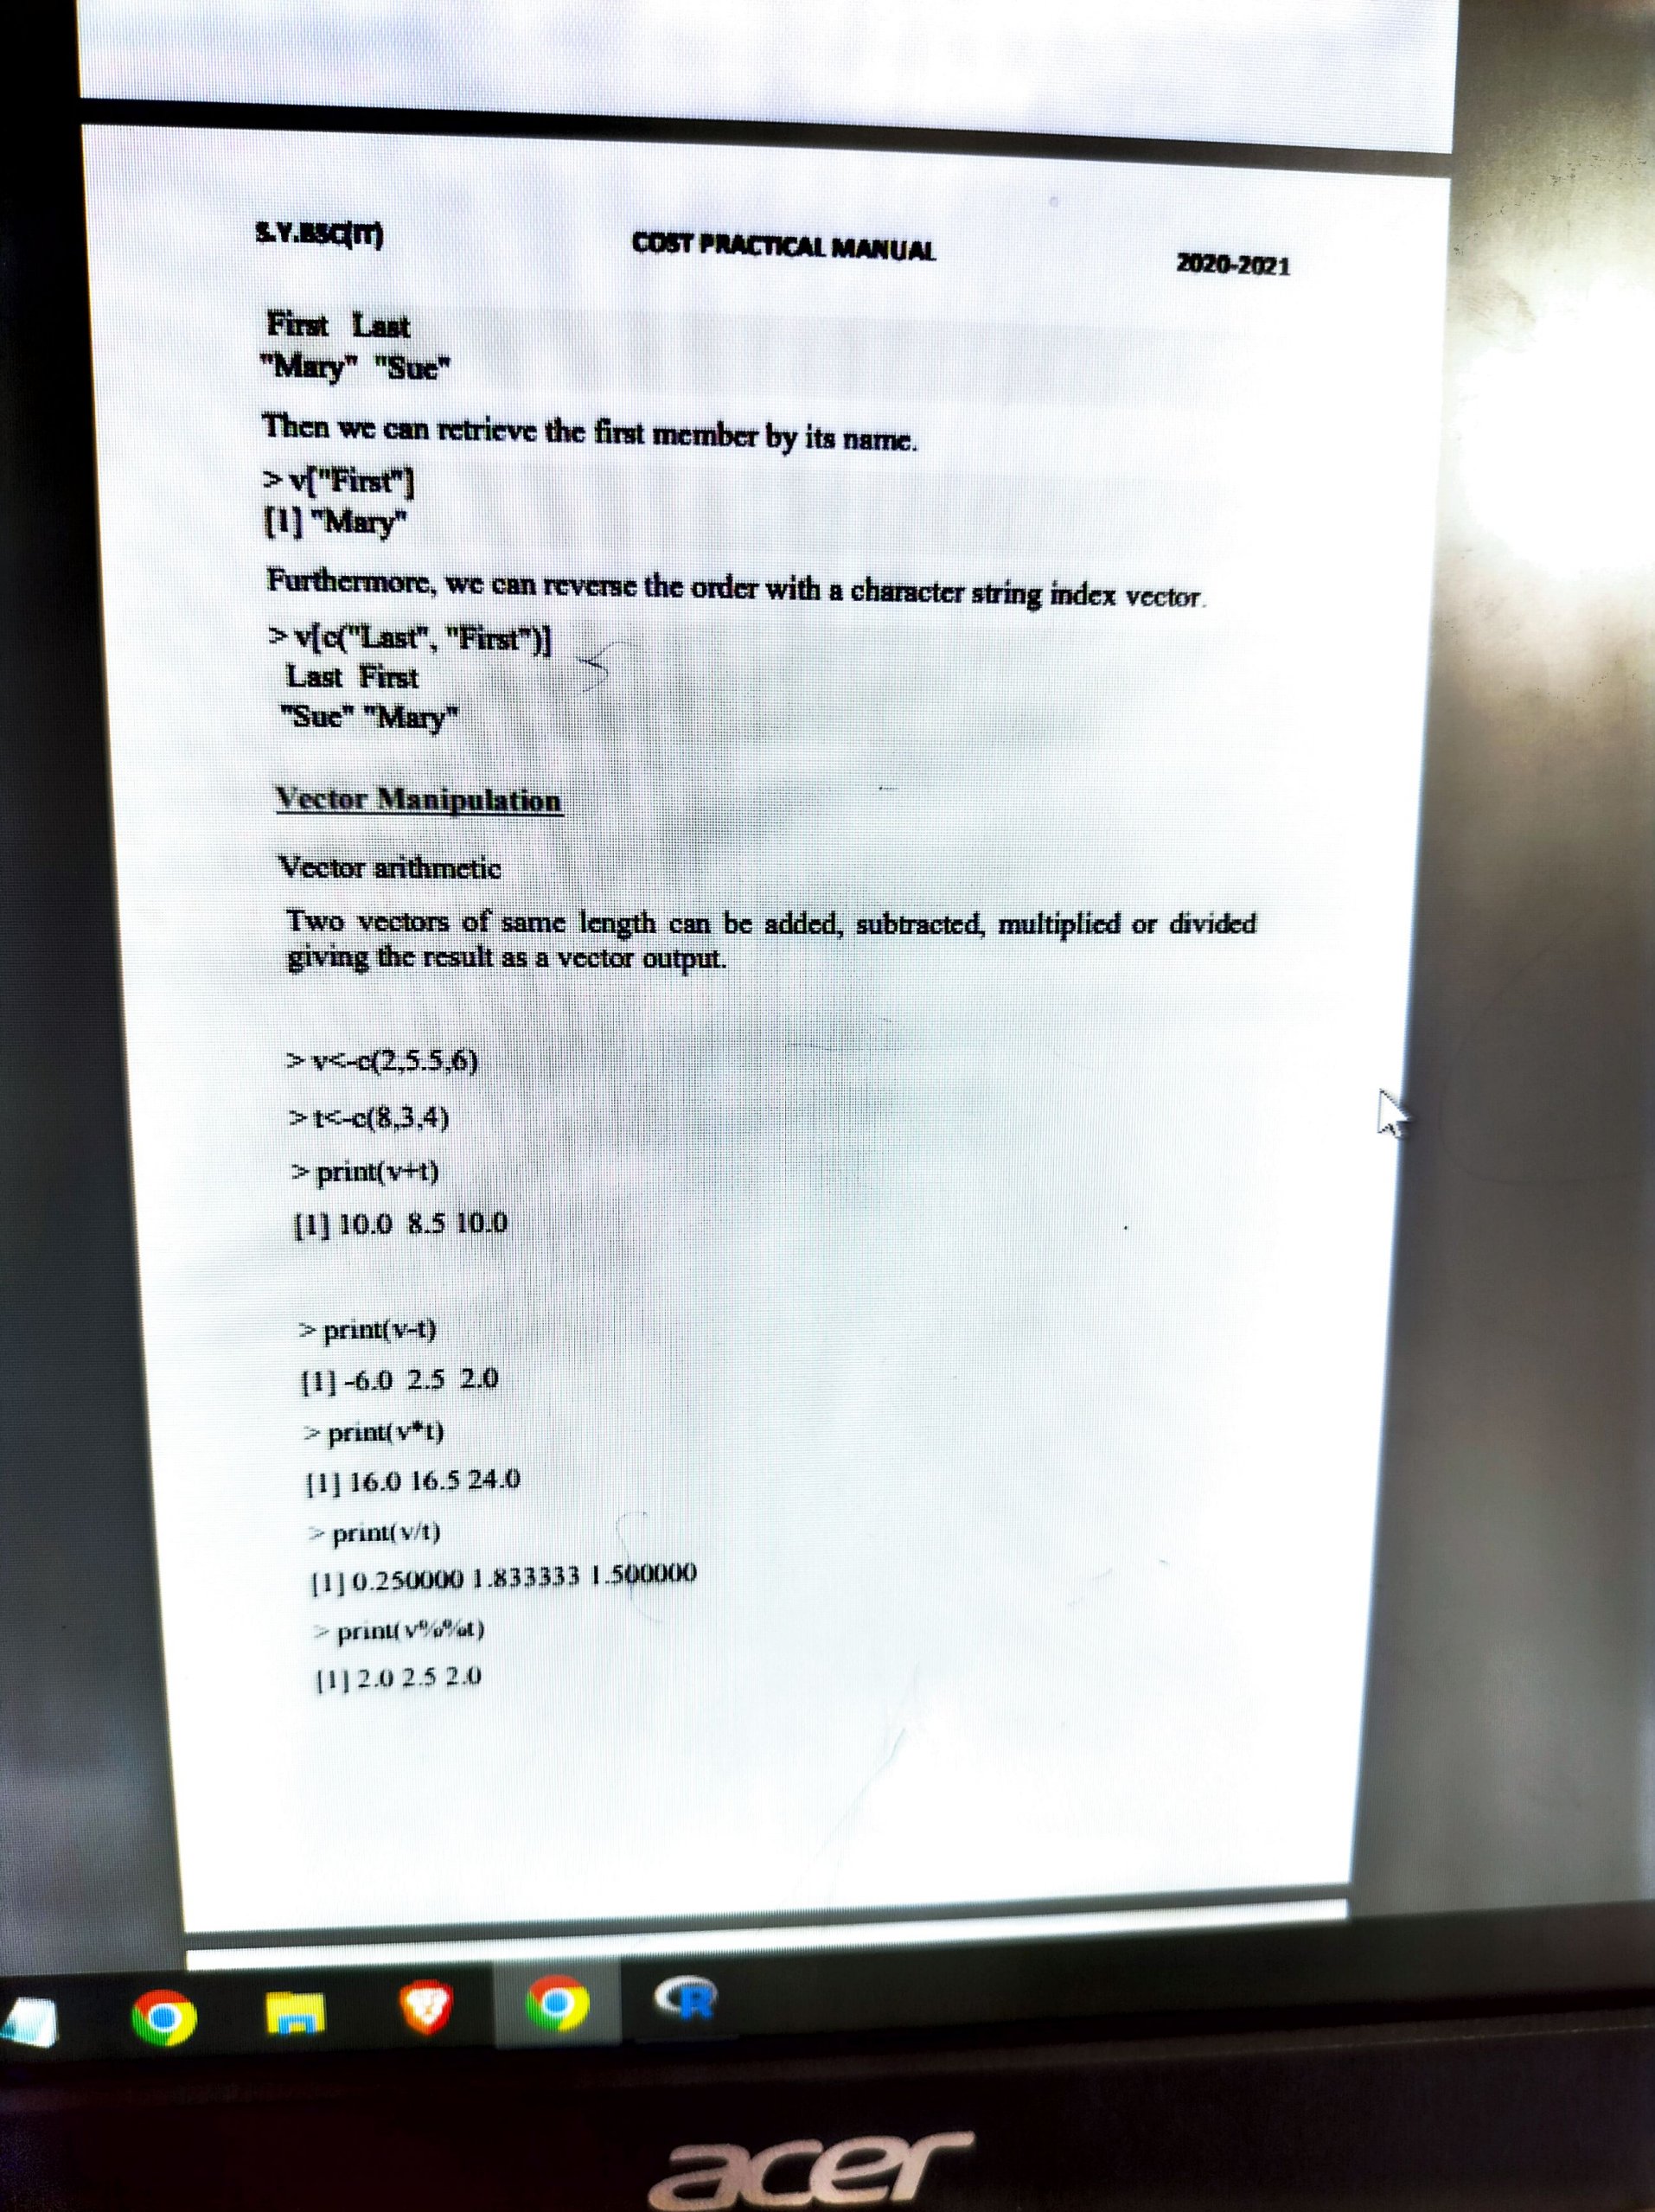 S.Y.BSC(IT) COST PRACTICAL MANUAL 2020-2021
First Last
"Mary" "Sue"
Then we can retrieve the first member by its name.
> v["First"]
[1] "Mary"
Furthermore, we can reverse the order with a character string index vector.
> v[c("Last", "First")]
Last First
"Sue" "Mary"
Vector Manipulation
Vector arithmetic
Two vectors of same length can be added, subtracted, multiplied or divided
giving the result as a vector output.
> v<-c(2,5.5,6)
> t<-c(8,3,4)
> print(v+t)
[1] 10.0 8.5 10.0
> print(v-t)
[1] -6.0 2.5 2.0
> print(v*t)
[1] 16.0 16.5 24.0
> print(v/t)
[1] 0.250000 1.833333 1.500000
> print(v%%t)
[1] 2.0 2.5 2.0
R
acer